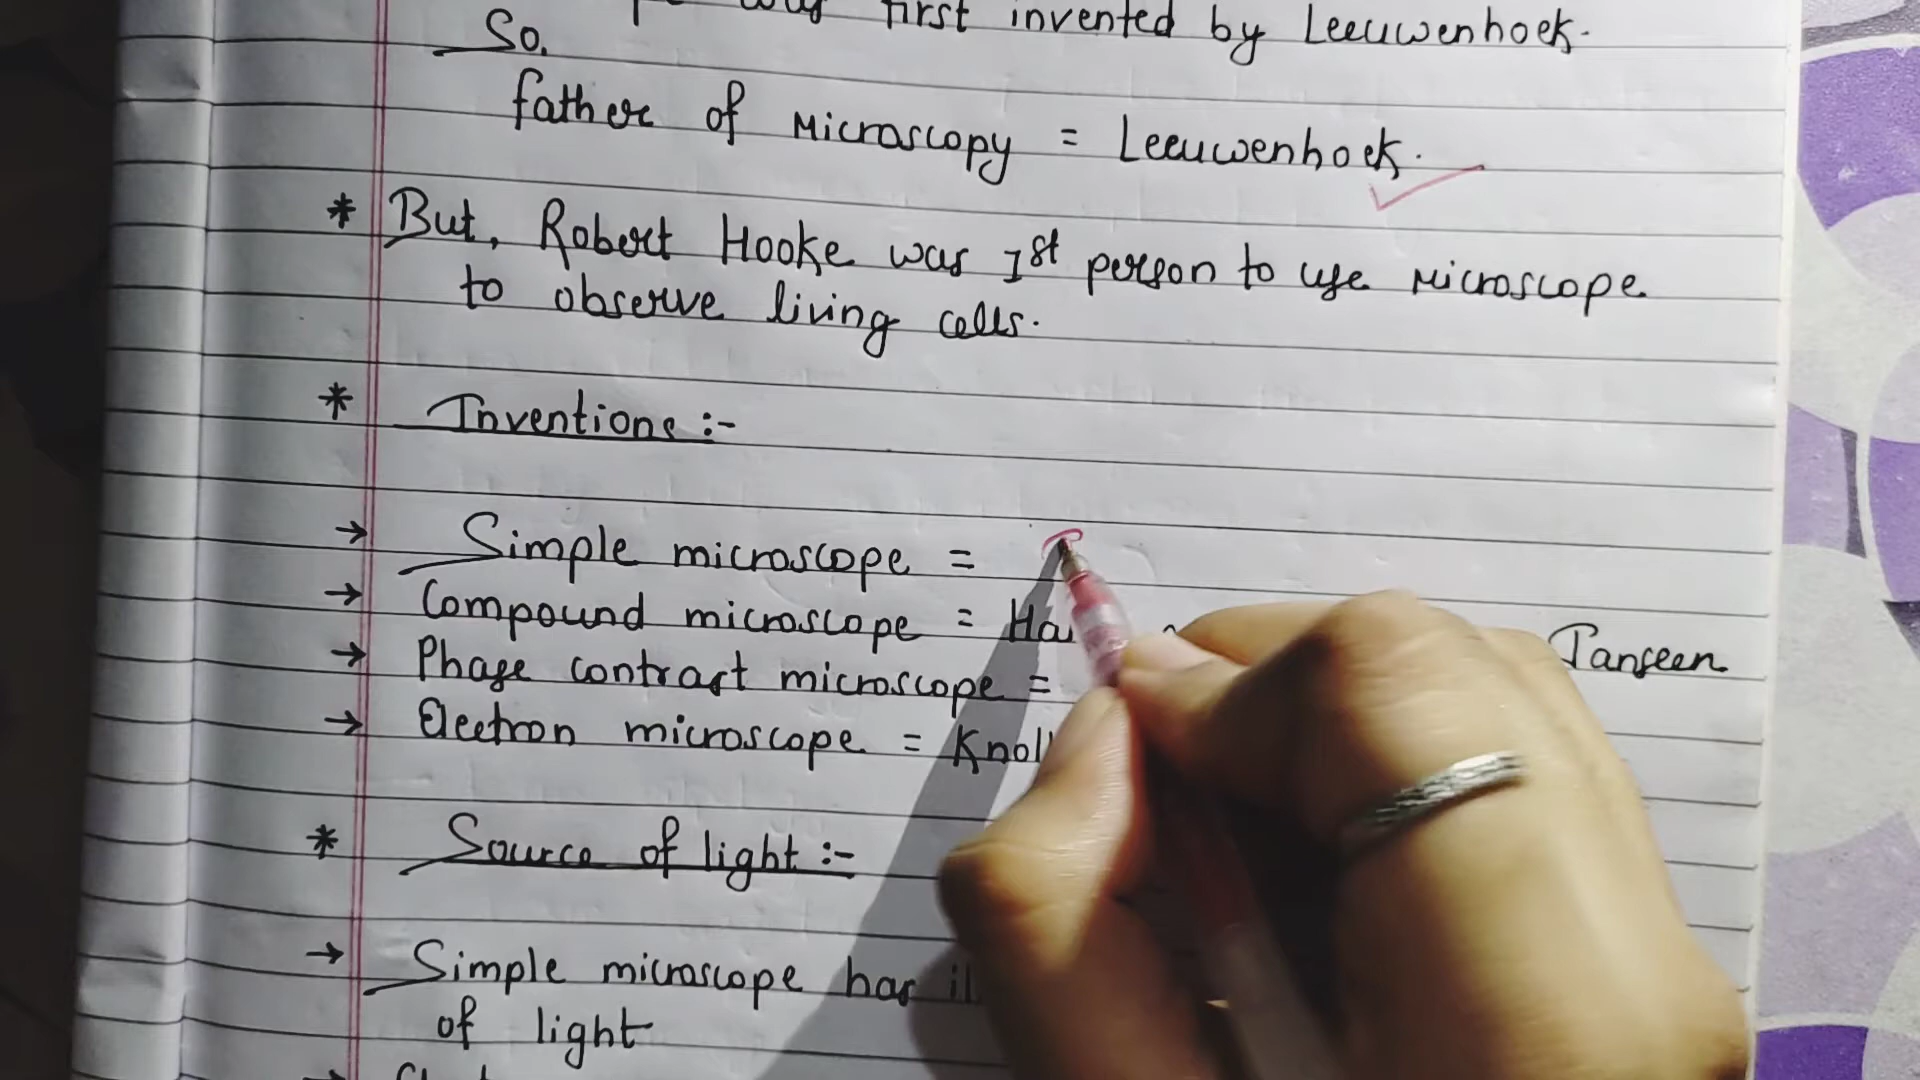 was first invented by Leeuwenhoek.
So,
father of Microscopy = Leeuwenhoek.
* But, Robert Hooke was 1st person to use Microscope
to observe living cells.
* Inventions :-
→ Simple microscope =
→ Compound microscope = Janseen
→ Phase contrast microscope =
→ Electron microscope = Knoll
* Source of light :-
→ Simple microscope has
of light